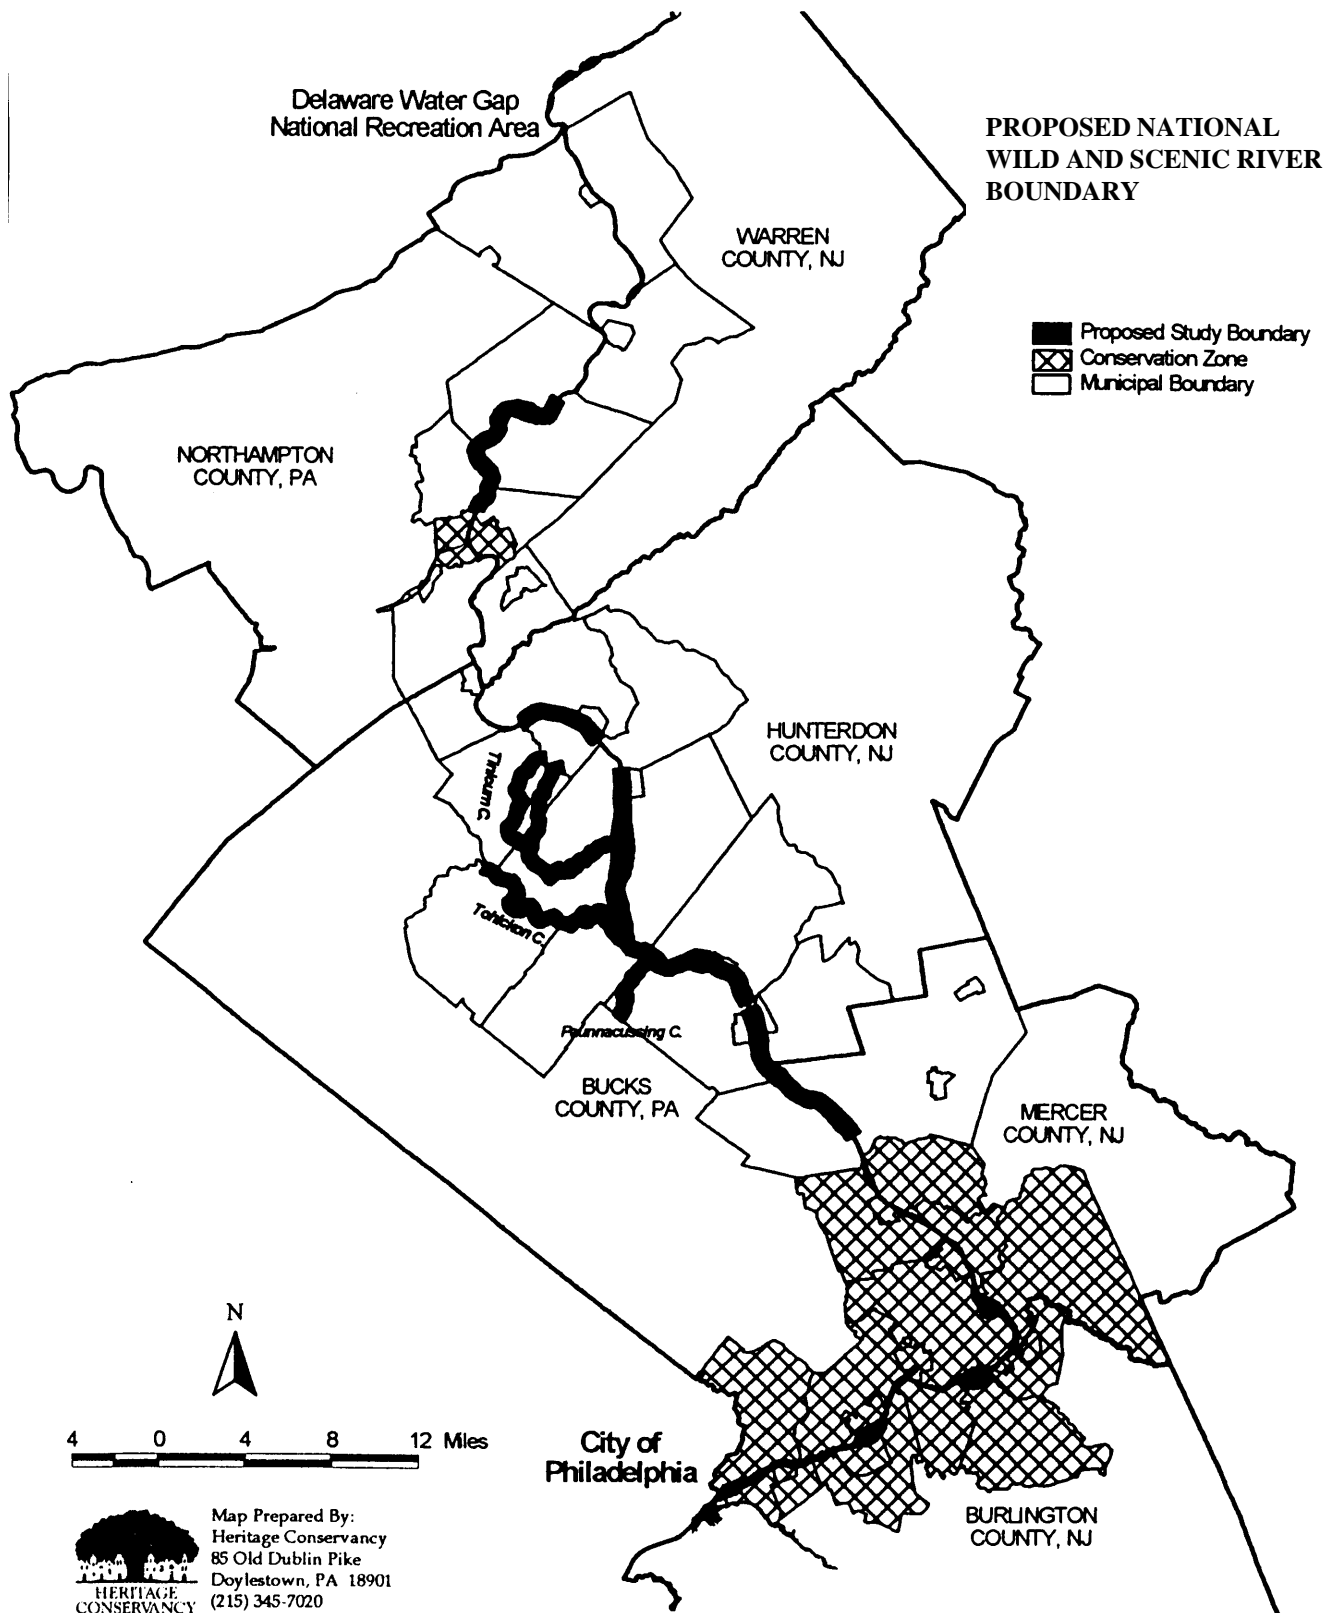 Delaware Water Gap
National Recreation Area
PROPOSED NATIONAL
WILD AND SCENIC RIVER
BOUNDARY
WARREN
COUNTY, NJ
Proposed Study Boundary
Conservation Zone
Municipal Boundary
NORTHAMPTON
COUNTY, PA
HUNTERDON
COUNTY, NJ
Tinicum C.
Tohickon C.
Paunnacussing C.
BUCKS
COUNTY, PA
MERCER
COUNTY, NJ
N
4 0 4 8 12 Miles
City of
Philadelphia
BURLINGTON
COUNTY, NJ
Map Prepared By:
Heritage Conservancy
85 Old Dublin Pike
Doylestown, PA 18901
(215) 345-7020
HERITAGE
CONSERVANCY